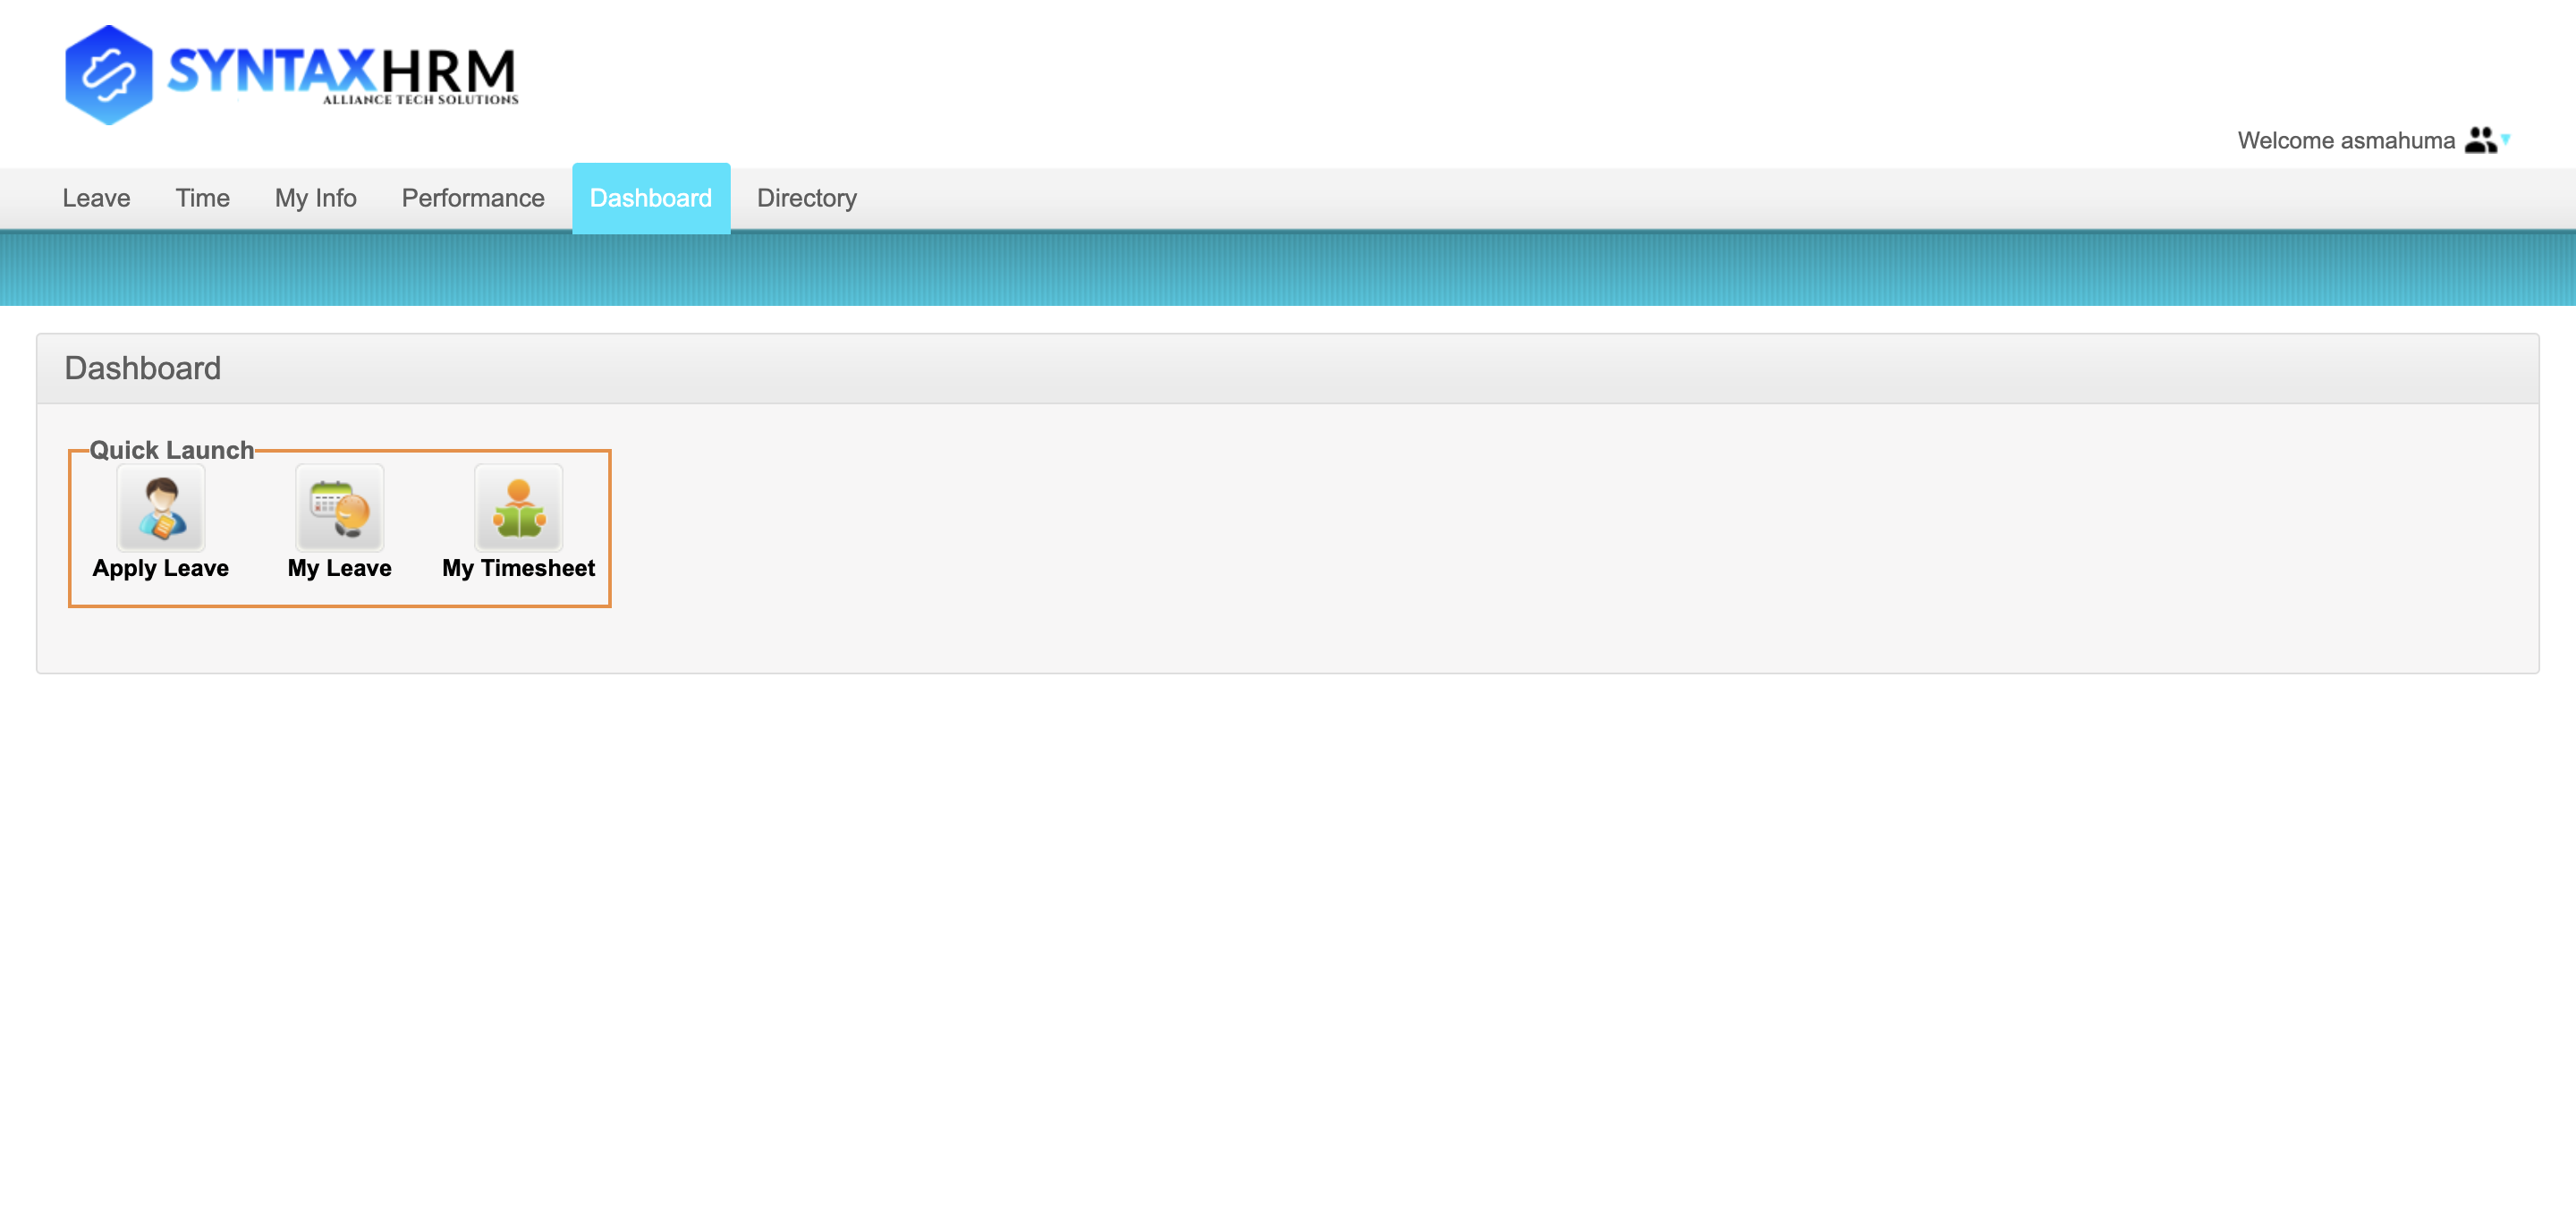 SYNTAXHRM
ALLIANCE TECH SOLUTIONS
Welcome asmahuma
Leave Time My Info Performance Dashboard Directory
Dashboard
Quick Launch
Apply Leave My Leave My Timesheet